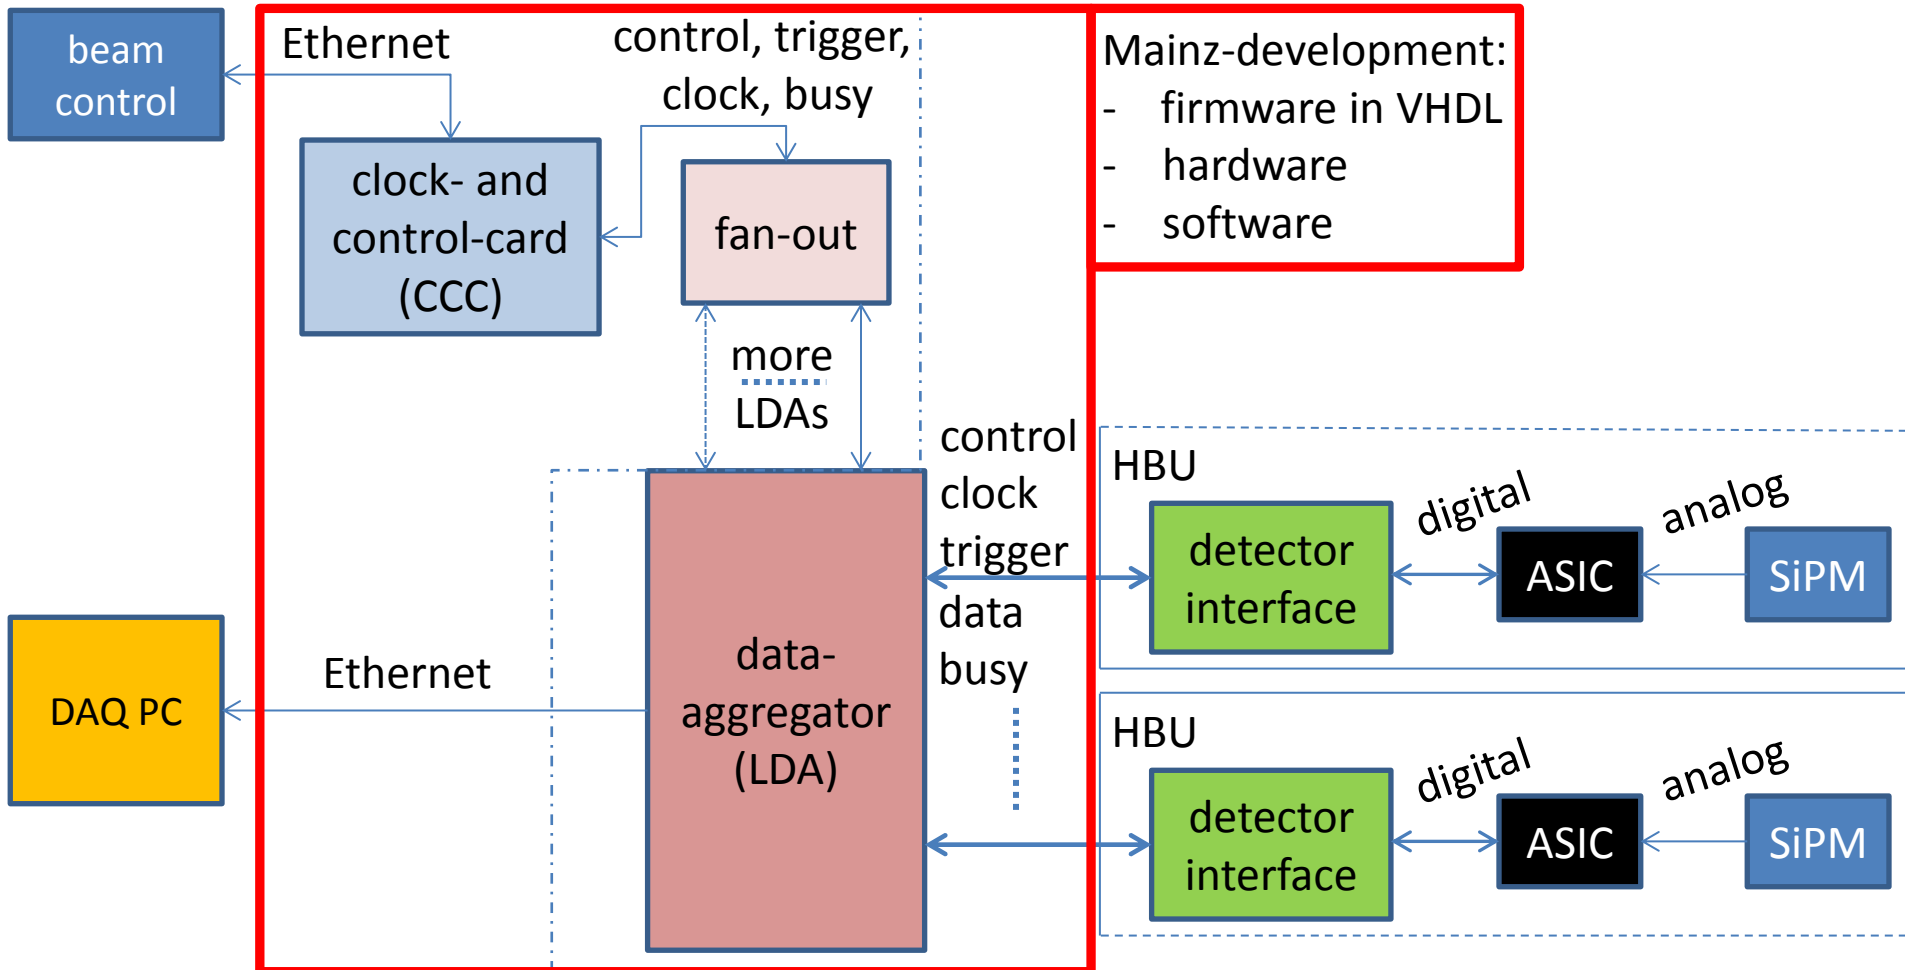 beam
control
Ethernet
control, trigger,
clock, busy
Mainz-development:
- firmware in VHDL
- hardware
- software
clock- and
control-card
(CCC)
fan-out
more
LDAs
control
clock
trigger
data
busy
HBU
detector
interface
digital
ASIC
analog
SiPM
DAQ PC
Ethernet
data-
aggregator
(LDA)
HBU
detector
interface
digital
ASIC
analog
SiPM